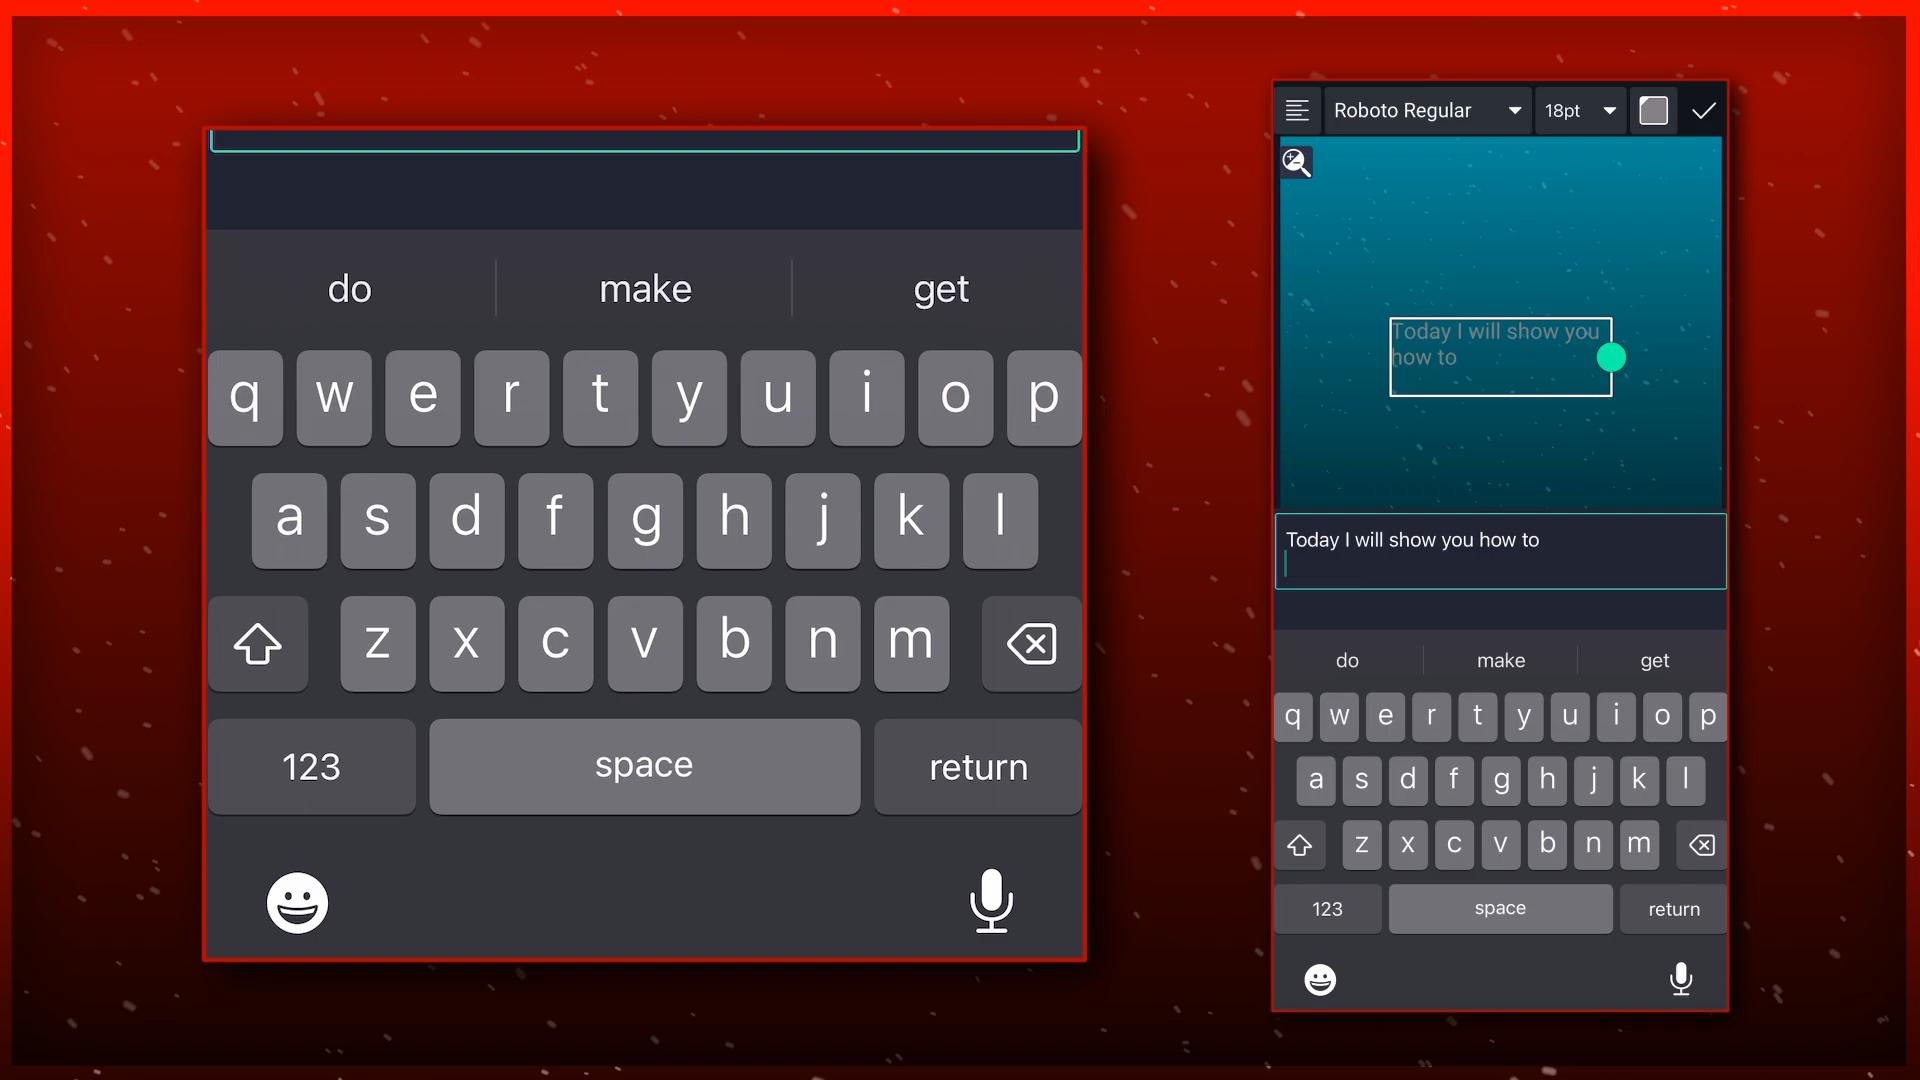 do make get
q w e r t y u i o p
a s d f g h j k l
z x c v b n m
123 space return
Roboto Regular 18pt
Today I will show you
how to
Today I will show you how to
do make get
q w e r t y u i o p
a s d f g h j k l
z x c v b n m
123 space return